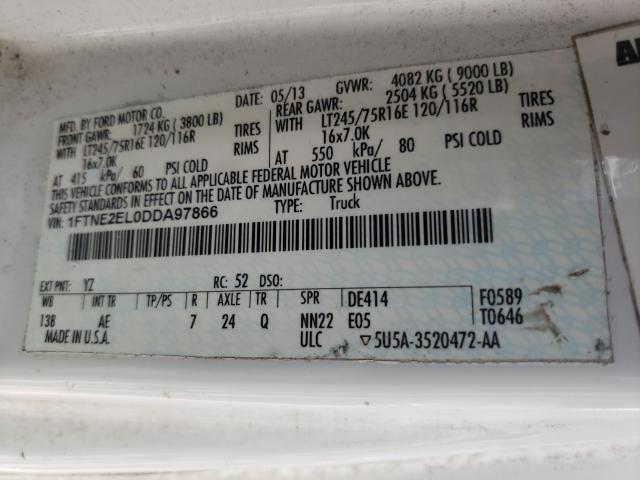 MFD. BY FORD MOTOR CO.
DATE: 05/13 GVWR: 4082 KG ( 9000 LB)
FRONT GAWR: 1724 KG ( 3800 LB)
WITH LT245/75R16E 120/116R TIRES
16x7.0K RIMS
AT 415 kPa/ 60 PSI COLD
REAR GAWR: 2504 KG ( 5520 LB)
WITH LT245/75R16E 120/116R TIRES
16x7.0K RIMS
AT 550 kPa/ 80 PSI COLD
THIS VEHICLE CONFORMS TO ALL APPLICABLE FEDERAL MOTOR VEHICLE
SAFETY STANDARDS IN EFFECT ON THE DATE OF MANUFACTURE SHOWN ABOVE.
VIN: 1FTNE2EL0DDA97866 TYPE: Truck
EXT PNT: YZ RC: 52 DSO:
WB INT TR TP/PS R AXLE TR SPR DE414 F0589
138 AE 7 24 Q NN22 E05 T0646
MADE IN U.S.A. ULC ▽5U5A-3520472-AA